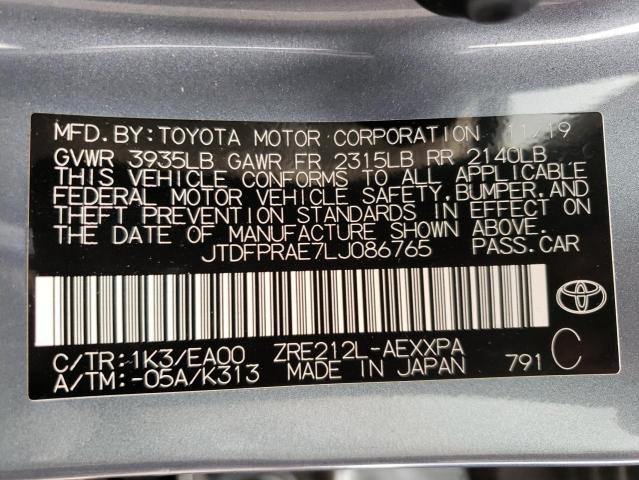 MFD. BY: TOYOTA MOTOR CORPORATION 11/19
GVWR 3935LB GAWR FR 2315LB RR 2140LB
THIS VEHICLE CONFORMS TO ALL APPLICABLE
FEDERAL MOTOR VEHICLE SAFETY, BUMPER, AND
THEFT PREVENTION STANDARDS IN EFFECT ON
THE DATE OF MANUFACTURE SHOWN ABOVE.
JTDFPRAE7LJ086765 PASS.CAR
C/TR: 1K3/EA00 ZRE212L-AEXXPA C
A/TM: -05A/K313 MADE IN JAPAN 791